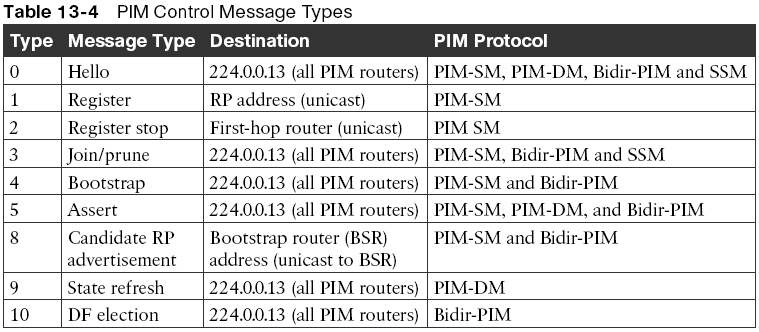 Table 13-4 PIM Control Message Types
Type Message Type Destination PIM Protocol
0 Hello 224.0.0.13 (all PIM routers) PIM-SM, PIM-DM, Bidir-PIM and SSM
1 Register RP address (unicast) PIM-SM
2 Register stop First-hop router (unicast) PIM SM
3 Join/prune 224.0.0.13 (all PIM routers) PIM-SM, Bidir-PIM and SSM
4 Bootstrap 224.0.0.13 (all PIM routers) PIM-SM and Bidir-PIM
5 Assert 224.0.0.13 (all PIM routers) PIM-SM, PIM-DM, and Bidir-PIM
8 Candidate RP Bootstrap router (BSR) PIM-SM and Bidir-PIM
advertisement address (unicast to BSR)
9 State refresh 224.0.0.13 (all PIM routers) PIM-DM
10 DF election 224.0.0.13 (all PIM routers) Bidir-PIM